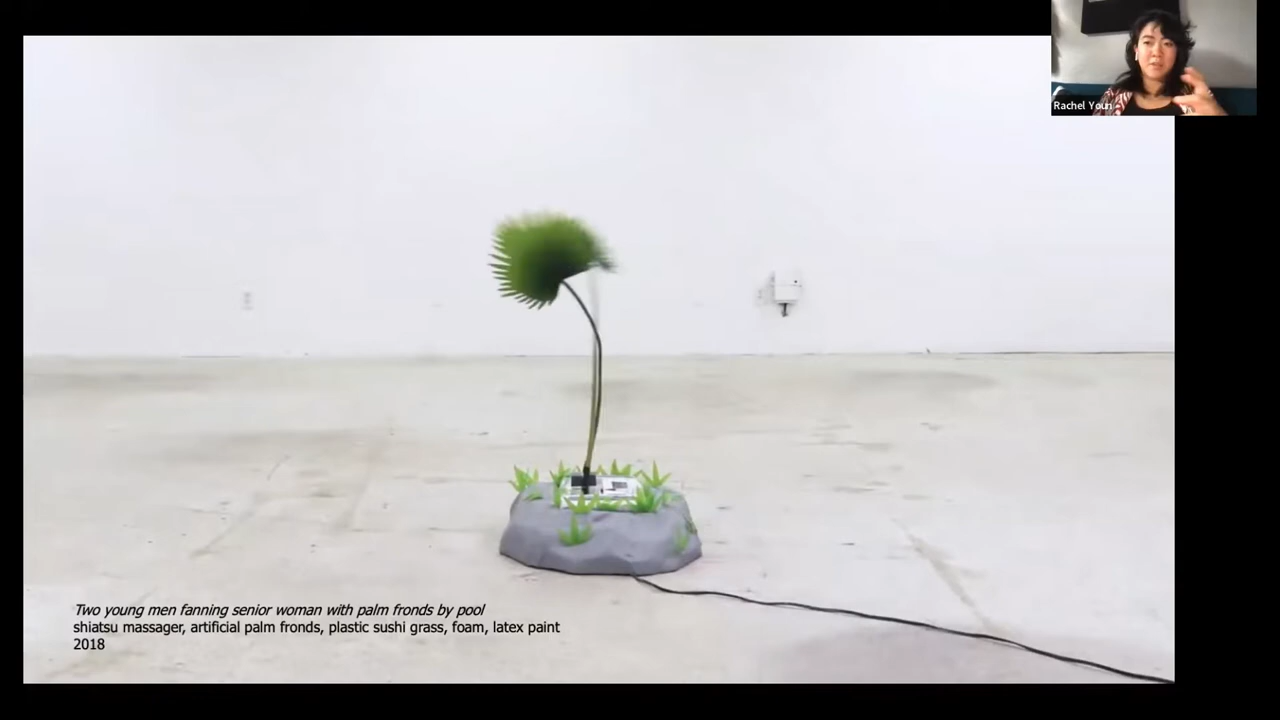 Rachel Youn
Two young men fanning senior woman with palm fronds by pool
shiatsu massager, artificial palm fronds, plastic sushi grass, foam, latex paint
2018